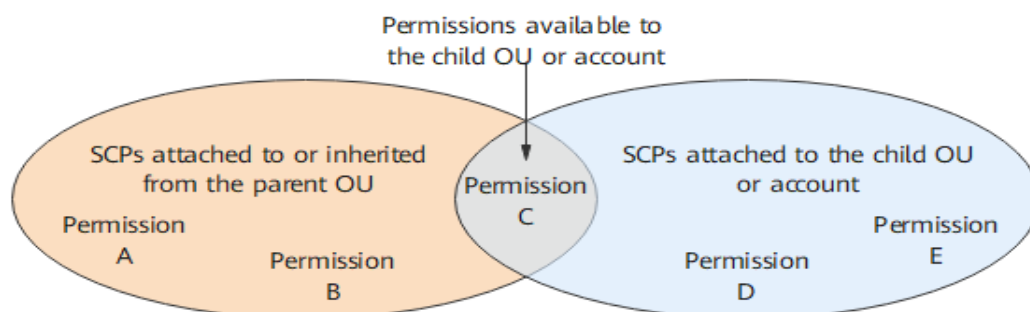 Permissions available to
the child OU or account
SCPs attached to or inherited
from the parent OU
SCPs attached to the child OU
or account
Permission
C
Permission
A
Permission
B
Permission
D
Permission
E